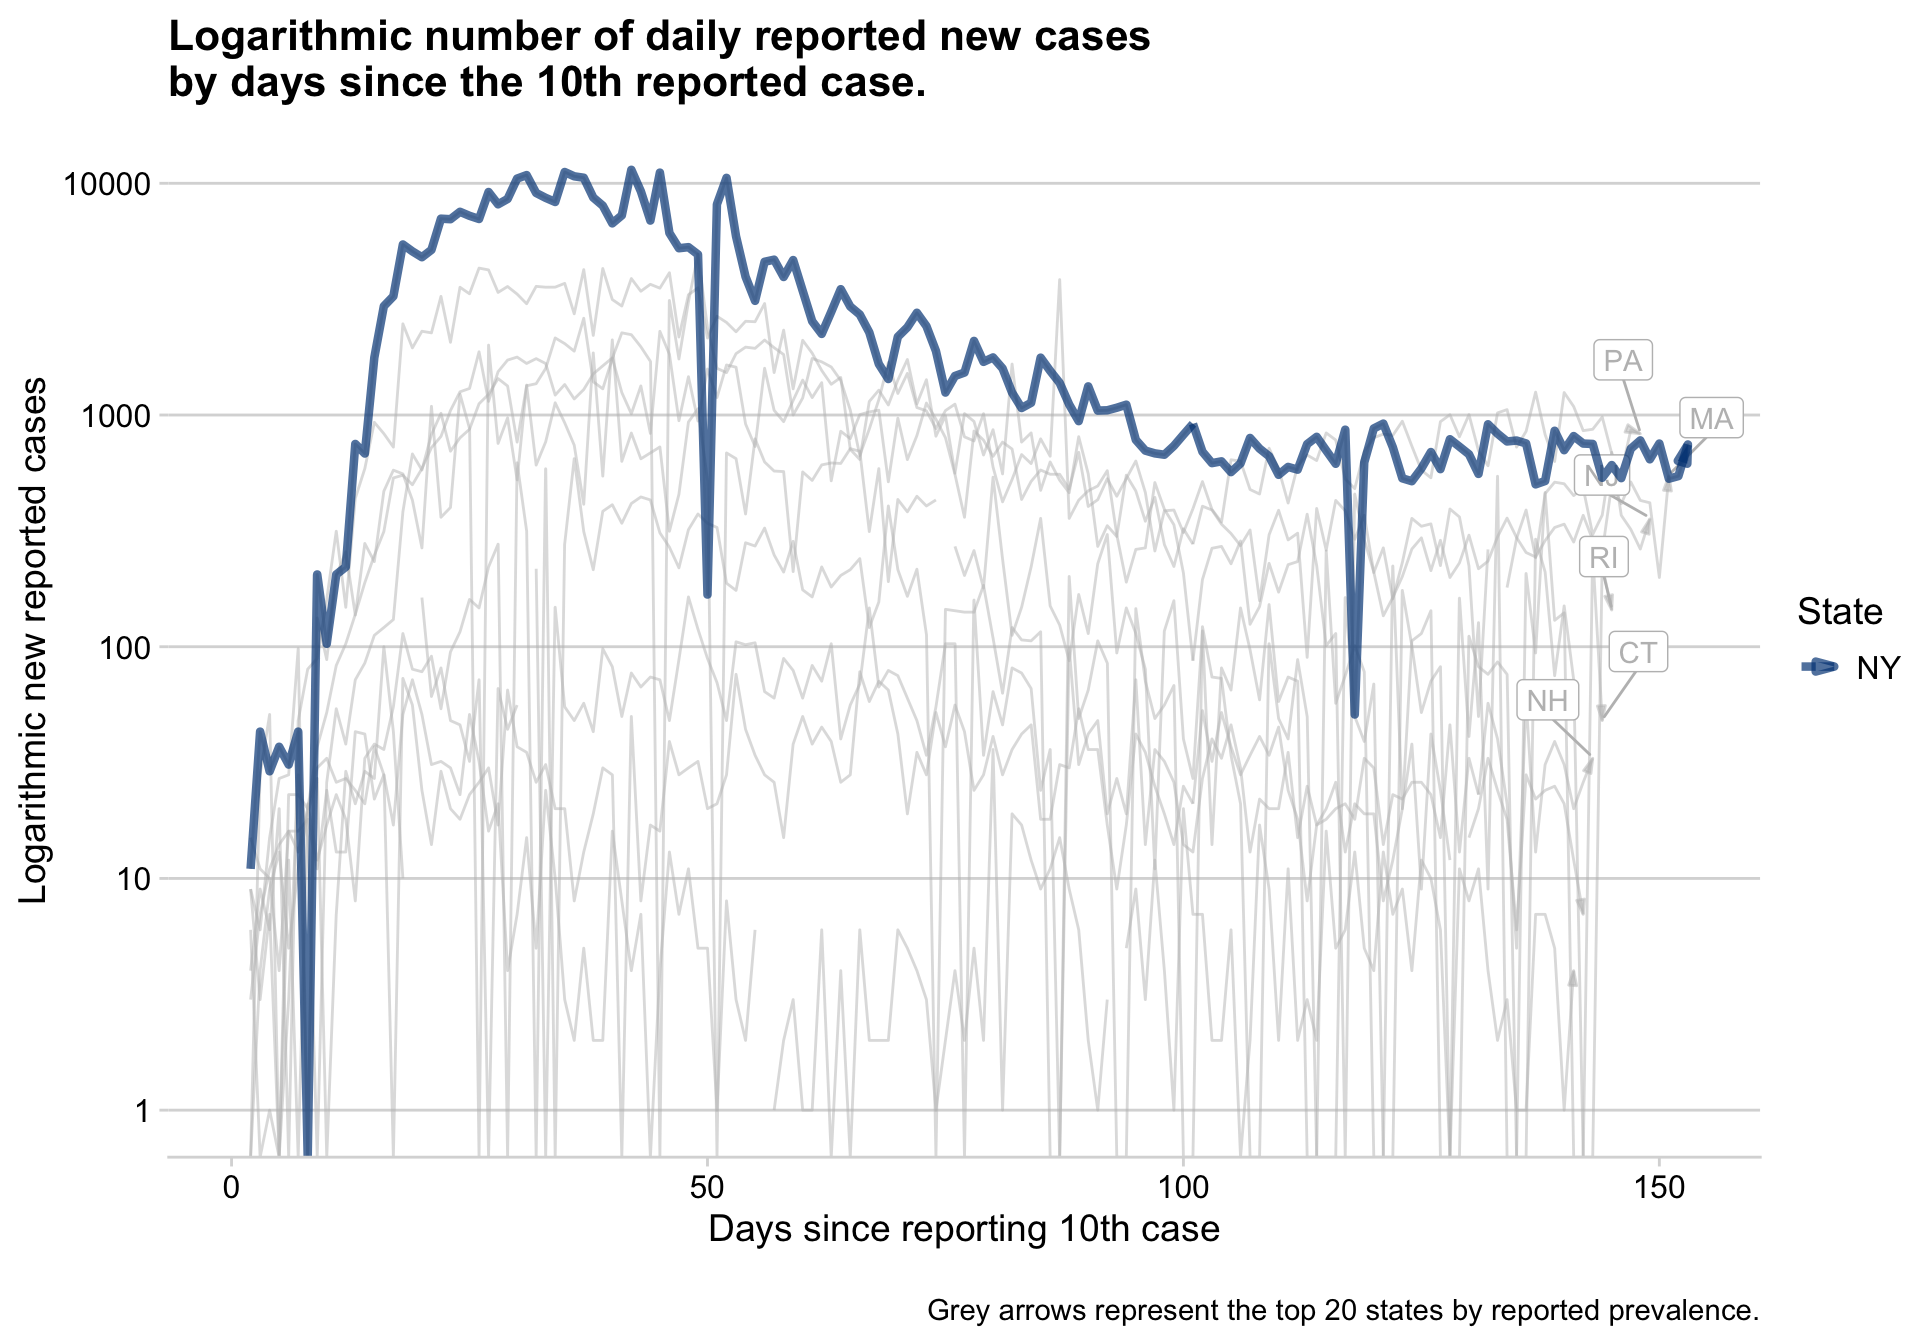 Logarithmic number of daily reported new cases
by days since the 10th reported case.
Logarithmic new reported cases
10000
1000
100
10
1
PA
MA
NJ
RI
CT
NH
State
NY
0
50
100
150
Days since reporting 10th case
Grey arrows represent the top 20 states by reported prevalence.